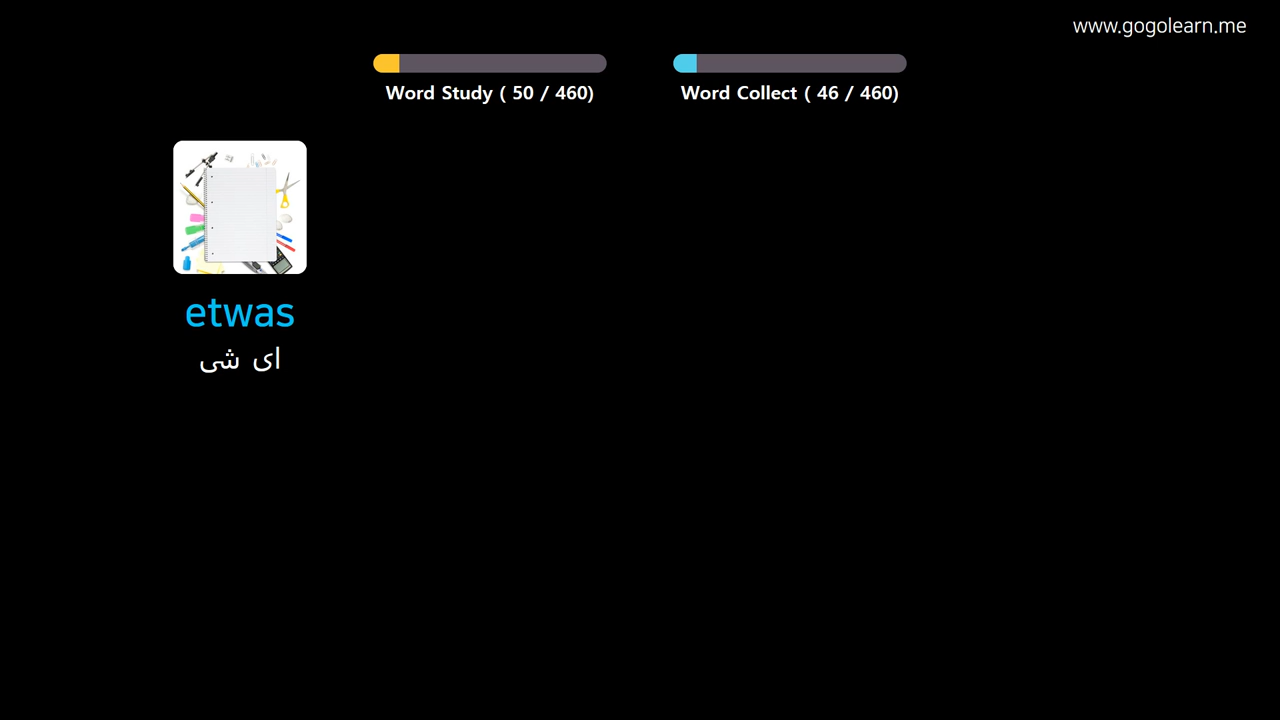 www.gogolearn.me
Word Study ( 50 / 460)
Word Collect ( 46 / 460)
etwas
ای شی